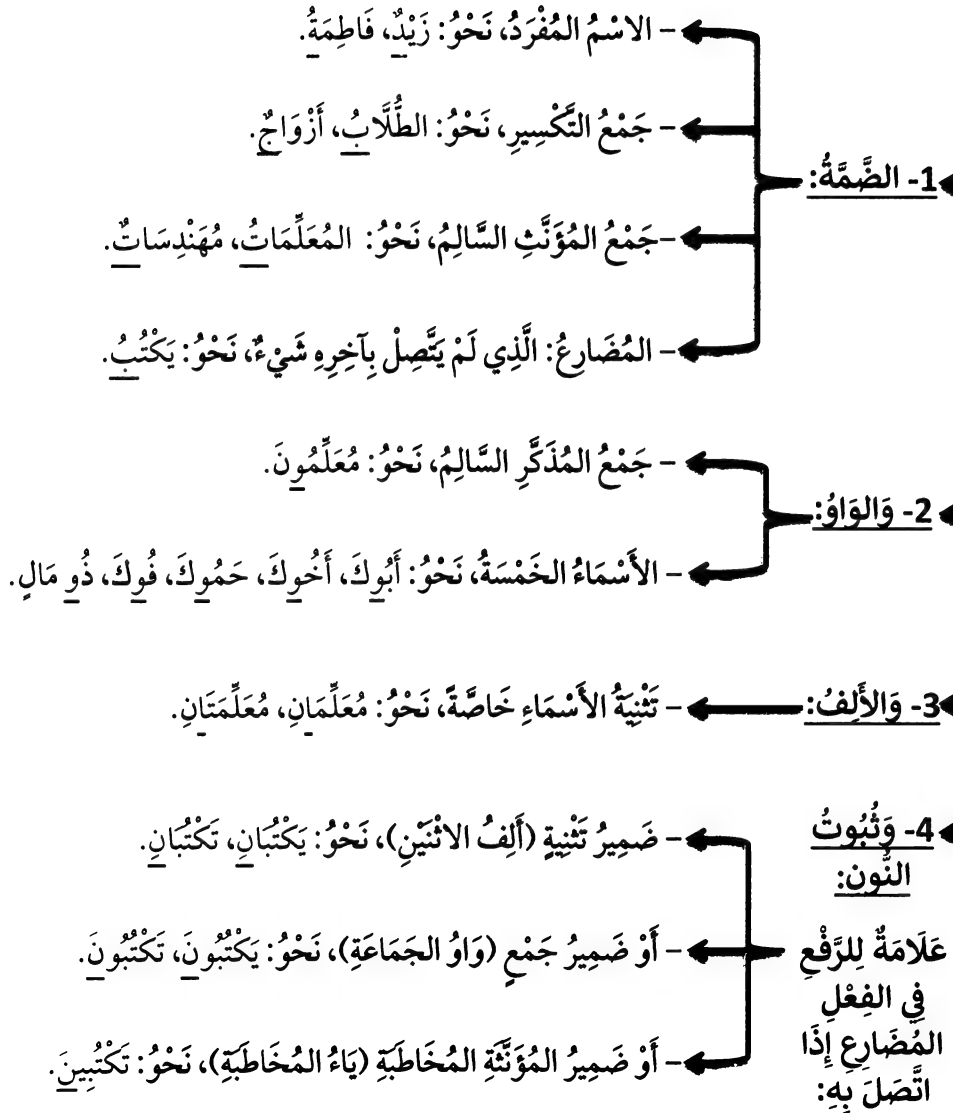 1- الضَّمَّةُ:
- الاسْمُ المُفْرَدُ، نَحْوُ: زَيْدٌ، فَاطِمَةُ.
- جَمْعُ التَّكْسِيرِ، نَحْوُ: الطُّلَّابُ، أَزْوَاجٌ.
-جَمْعُ المُؤَنَّثِ السَّالِمُ، نَحْوُ: المُعَلِّمَاتُ، مُهَنْدِسَاتٌ.
- المُضَارِعُ: الَّذِي لَمْ يَتَّصِلْ بِآخِرِهِ شَيْءٌ، نَحْوُ: يَكْتُبُ.
2- وَالوَاوُ:
- جَمْعُ المُذَكَّرِ السَّالِمُ، نَحْوُ: مُعَلِّمُونَ.
- الأَسْمَاءُ الخَمْسَةُ، نَحْوُ: أَبُوكَ، أَخُوكَ، حَمُوكَ، فُوكَ، ذُو مَالٍ.
3- وَالأَلِفُ:
- تَثْنِيَةُ الأَسْمَاءِ خَاصَّةً، نَحْوُ: مُعَلِّمَانِ، مُعَلِّمَتَانِ.
4- وَثُبُوتُ
النُّون:
عَلَامَةٌ لِلرَّفْعِ
فِي الفِعْلِ
المُضَارِعِ إِذَا
اتَّصَلَ بِهِ:
- ضَمِيرُ تَثْنِيةٍ (أَلِفُ الاثْنَيْنِ)، نَحْوُ: يَكْتُبَانِ، تَكْتُبَانِ.
- أَوْ ضَمِيرُ جَمْعٍ (وَاوُ الجَمَاعَةِ)، نَحْوُ: يَكْتُبُونَ، تَكْتُبُونَ.
- أَوْ ضَمِيرُ المُؤَنَّثَةِ المُخَاطَبَةِ (يَاءُ المُخَاطَبَةِ)، نَحْوُ: تَكْتُبِينَ.